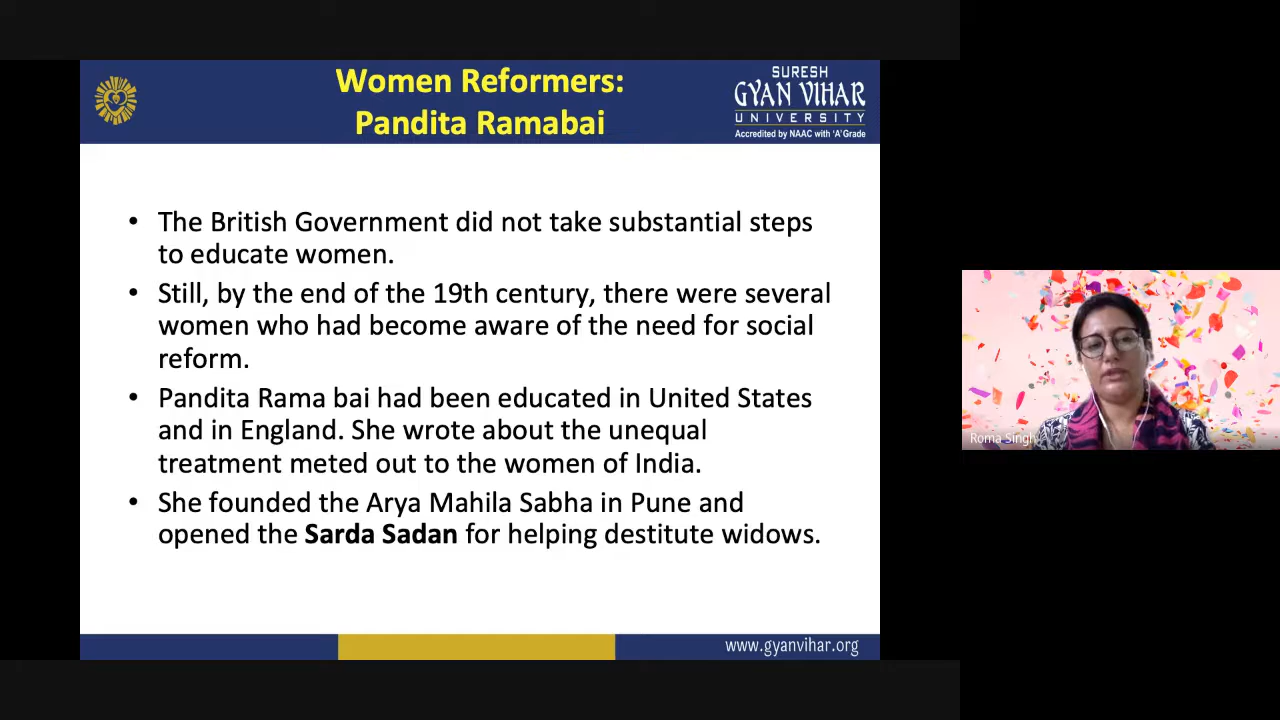 Women Reformers:
Pandita Ramabai
SURESH
GYAN VIHAR
UNIVERSITY
Accredited by NAAC with 'A' Grade
• The British Government did not take substantial steps
to educate women.
• Still, by the end of the 19th century, there were several
women who had become aware of the need for social
reform.
• Pandita Rama bai had been educated in United States
and in England. She wrote about the unequal
treatment meted out to the women of India.
• She founded the Arya Mahila Sabha in Pune and
opened the Sarda Sadan for helping destitute widows.
www.gyanvihar.org
Roma Singh